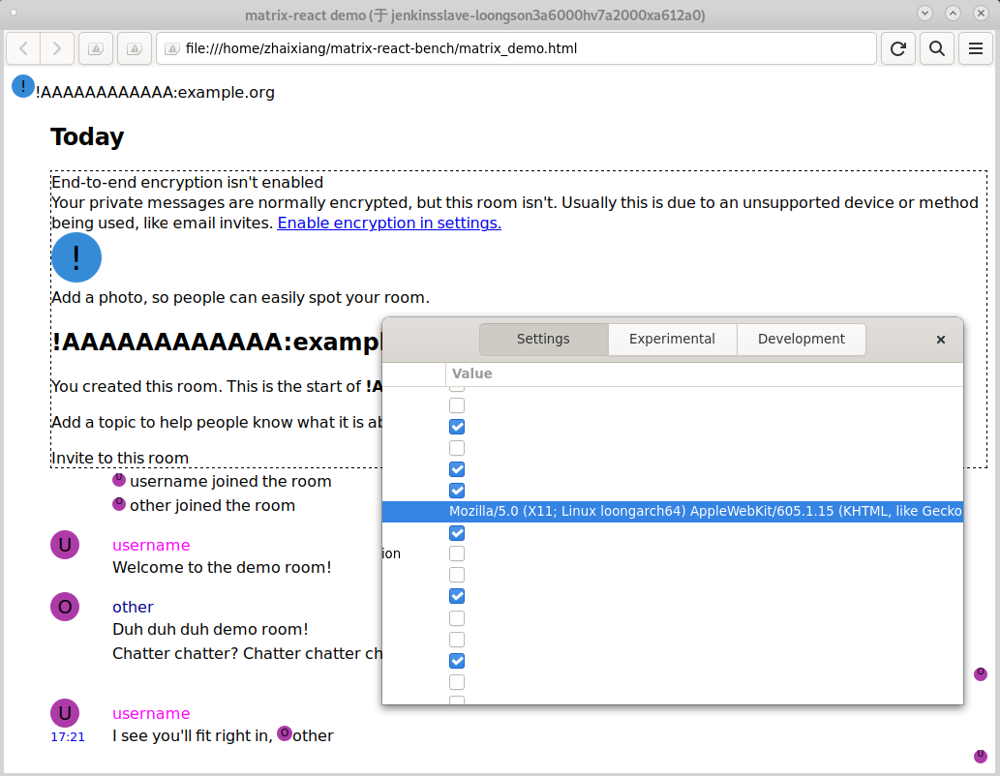 matrix-react demo (于 jenkinsslave-loongson3a6000hv7a2000xa612a0)
file:///home/zhaixiang/matrix-react-bench/matrix_demo.html
!
!AAAAAAAAAAAA:example.org
Today
End-to-end encryption isn't enabled
Your private messages are normally encrypted, but this room isn't. Usually this is due to an unsupported device or method
being used, like email invites. Enable encryption in settings.
!
Add a photo, so people can easily spot your room.
!AAAAAAAAAAAA:exampl
You created this room. This is the start of !A
Add a topic to help people know what it is ab
Invite to this room
U username joined the room
O other joined the room
U username
Welcome to the demo room!
O other
Duh duh duh demo room!
Chatter chatter? Chatter chatter ch
O
U username
17:21 I see you'll fit right in, O other
U
Settings Experimental Development
Value
Mozilla/5.0 (X11; Linux loongarch64) AppleWebKit/605.1.15 (KHTML, like Gecko
ion